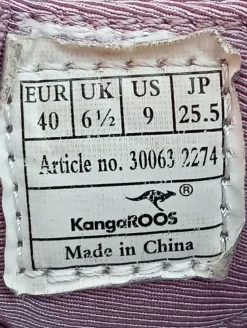 EUR UK US JP
40 6½ 9 25.5
Article no. 30063 2274
®
KangaROOS
Made in China